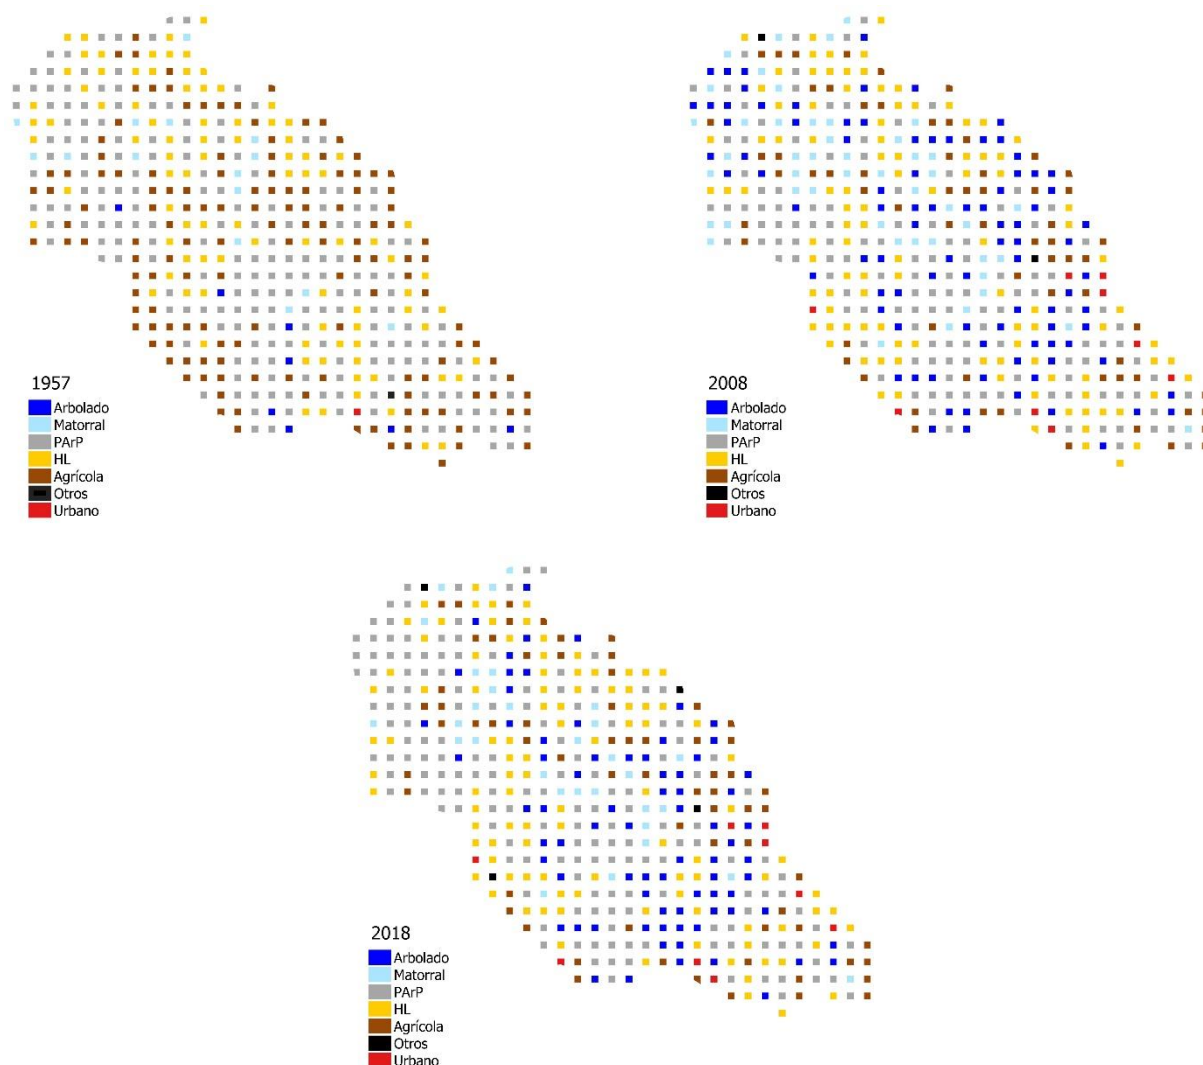 1957
Arbolado
Matorral
PArP
HL
Agrícola
Otros
Urbano
2008
Arbolado
Matorral
PArP
HL
Agrícola
Otros
Urbano
2018
Arbolado
Matorral
PArP
HL
Agrícola
Otros
Urbano